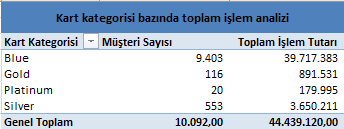 Kart kategorisi bazında toplam işlem analizi
Kart Kategorisi Müşteri Sayısı Toplam İşlem Tutarı
Blue 9.403 39.717.383
Gold 116 891.531
Platinum 20 179.995
Silver 553 3.650.211
Genel Toplam 10.092,00 44.439.120,00